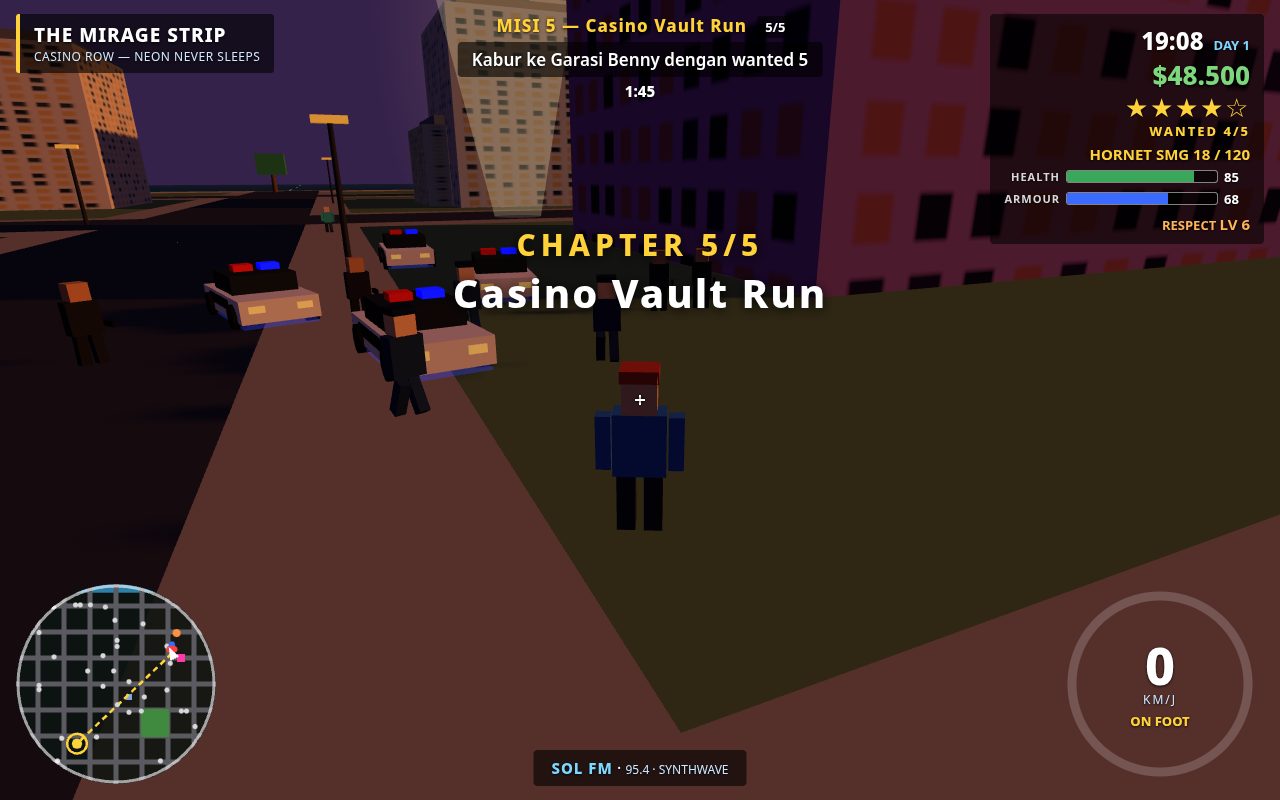 THE MIRAGE STRIP
CASINO ROW — NEON NEVER SLEEPS
MISI 5 — Casino Vault Run 5/5
Kabur ke Garasi Benny dengan wanted 5
1:45
19:08 DAY 1
$48.500
★★★★☆
WANTED 4/5
HORNET SMG 18 / 120
HEALTH 85
ARMOUR 68
RESPECT LV 6
CHAPTER 5/5
Casino Vault Run
0
KM/J
ON FOOT
SOL FM · 95.4 · SYNTHWAVE